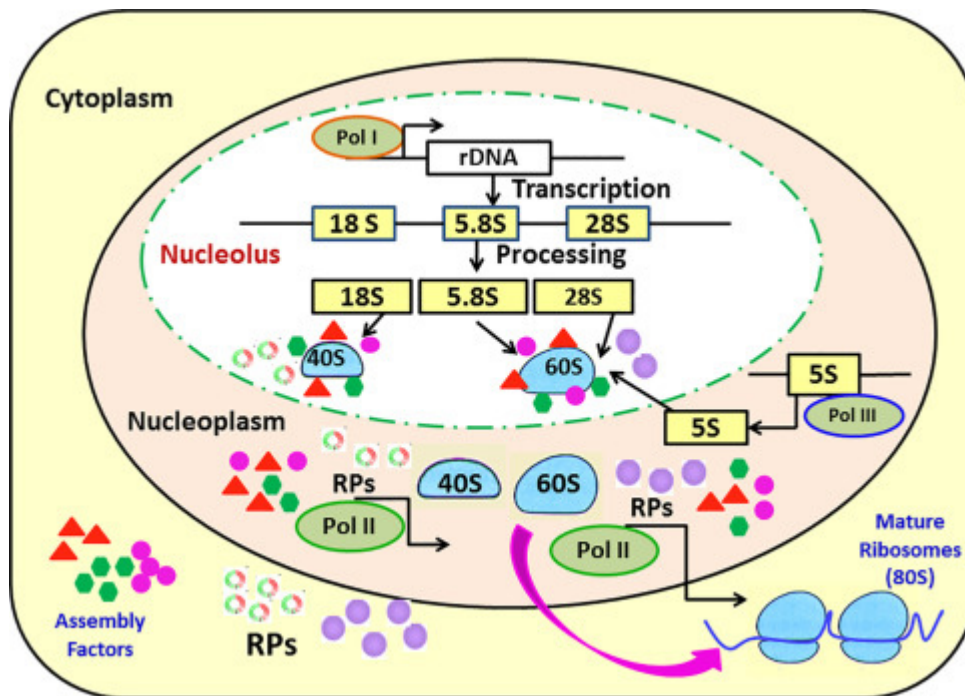 Cytoplasm
Pol I
rDNA
Transcription
18 S 5.8S 28S
Nucleolus
Processing
18S 5.8S 28S
40S
60S
5S
Pol III
5S
Nucleoplasm
RPs
40S
60S
RPs
Pol II
Pol II
Mature
Ribosomes
(80S)
Assembly
Factors
RPs